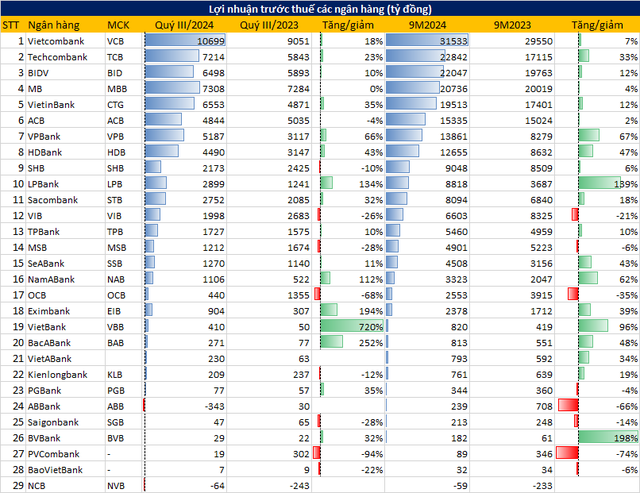 Lợi nhuận trước thuế các ngân hàng (tỷ đồng)
STT Ngân hàng MCK Quý III/2024 Quý III/2023 Tăng/giảm 9M2024 9M2023 Tăng/giảm
1 Vietcombank VCB 10699 9051 18% 31533 29550 7%
2 Techcombank TCB 7214 5843 23% 22842 17115 33%
3 BIDV BID 6498 5893 10% 22047 19763 12%
4 MB MBB 7308 7284 0% 20736 20019 4%
5 VietinBank CTG 6553 4871 35% 19513 17401 12%
6 ACB ACB 4844 5035 -4% 15335 15024 2%
7 VPBank VPB 5187 3117 66% 13861 8279 67%
8 HDBank HDB 4490 3147 43% 12655 8632 47%
9 SHB SHB 2173 2425 -10% 9048 8509 6%
10 LPBank LPB 2899 1241 134% 8818 3687 139%
11 Sacombank STB 2752 2085 32% 8094 6840 18%
12 VIB VIB 1998 2683 -26% 6603 8325 -21%
13 TPBank TPB 1727 1575 10% 5460 4959 10%
14 MSB MSB 1212 1674 -28% 4901 5223 -6%
15 SeABank SSB 1270 1140 11% 4508 3156 43%
16 NamABank NAB 1106 522 112% 3323 2047 62%
17 OCB OCB 440 1355 -68% 2553 3915 -35%
18 Eximbank EIB 904 307 194% 2378 1712 39%
19 VietBank VBB 410 50 720% 820 419 96%
20 BacABank BAB 271 77 252% 813 551 48%
21 VietABank 230 63 793 592 34%
22 Kienlongbank KLB 209 237 -12% 761 639 19%
23 PGBank PGB 77 57 35% 344 360 -4%
24 ABBank ABB -343 30 239 708 -66%
25 Saigonbank SGB 47 65 -28% 213 248 -14%
26 BVBank BVB 29 22 32% 182 61 198%
27 PVCombank - 19 302 -94% 89 346 -74%
28 BaoVietBank - 7 9 -22% 32 34 -6%
29 NCB NVB -64 -243 -59 -233